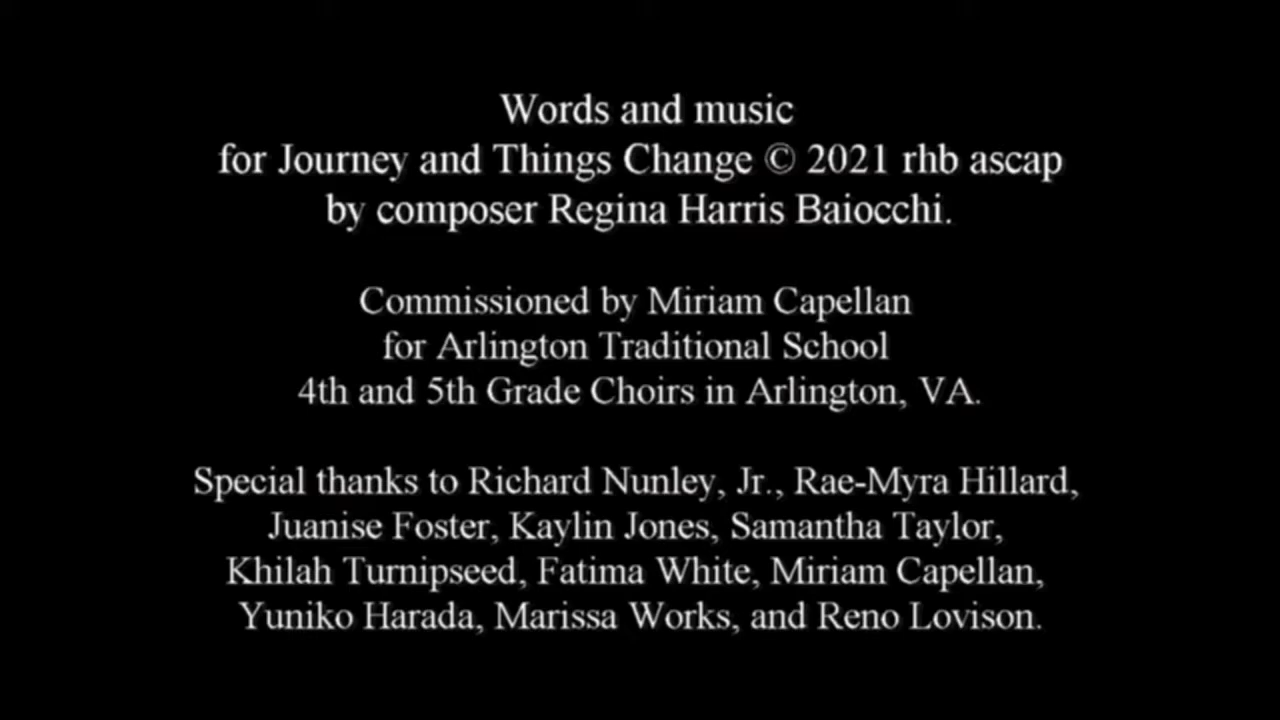 Words and music
for Journey and Things Change © 2021 rhb ascap
by composer Regina Harris Baiocchi.
Commissioned by Miriam Capellan
for Arlington Traditional School
4th and 5th Grade Choirs in Arlington, VA.
Special thanks to Richard Nunley, Jr., Rae-Myra Hillard,
Juanise Foster, Kaylin Jones, Samantha Taylor,
Khilah Turnipseed, Fatima White, Miriam Capellan,
Yuniko Harada, Marissa Works, and Reno Lovison.